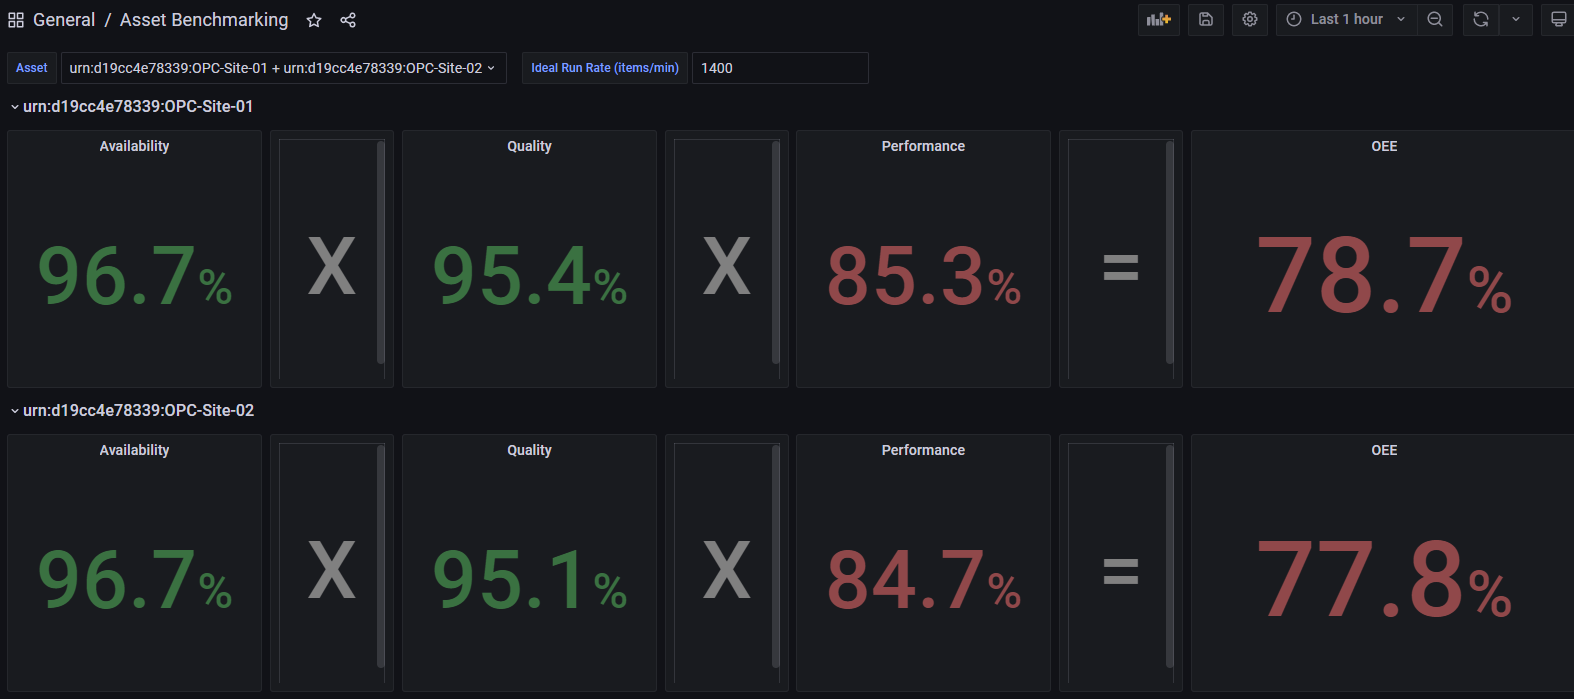 General / Asset Benchmarking
Last 1 hour
Asset urn:d19cc4e78339:OPC-Site-01 + urn:d19cc4e78339:OPC-Site-02 Ideal Run Rate (items/min) 1400
urn:d19cc4e78339:OPC-Site-01
Availability Quality Performance OEE
96.7% X 95.4% X 85.3% = 78.7%
urn:d19cc4e78339:OPC-Site-02
Availability Quality Performance OEE
96.7% X 95.1% X 84.7% = 77.8%